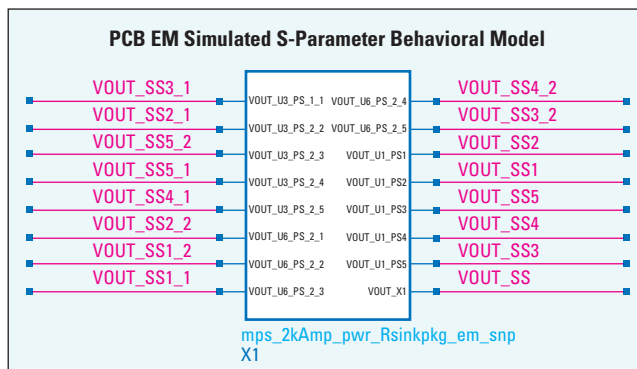 PCB EM Simulated S-Parameter Behavioral Model
VOUT_SS3_1 VOUT_U3_PS_1_1 VOUT_U6_PS_2_4 VOUT_SS4_2
VOUT_SS2_1 VOUT_U3_PS_2_2 VOUT_U6_PS_2_5 VOUT_SS3_2
VOUT_SS5_2 VOUT_U3_PS_2_3 VOUT_U1_PS1 VOUT_SS2
VOUT_SS5_1 VOUT_U3_PS_2_4 VOUT_U1_PS2 VOUT_SS1
VOUT_SS4_1 VOUT_U3_PS_2_5 VOUT_U1_PS3 VOUT_SS5
VOUT_SS2_2 VOUT_U6_PS_2_1 VOUT_U1_PS4 VOUT_SS4
VOUT_SS1_2 VOUT_U6_PS_2_2 VOUT_U1_PS5 VOUT_SS3
VOUT_SS1_1 VOUT_U6_PS_2_3 VOUT_X1 VOUT_SS
mps_2kAmp_pwr_Rsinkpkg_em_snp
X1